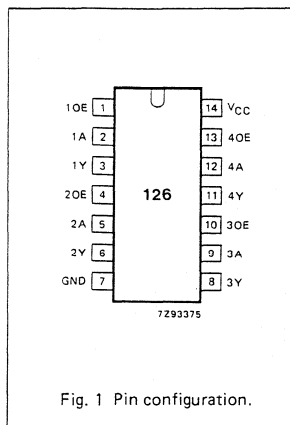 1OE 1 14 VCC
1A 2 13 4OE
1Y 3 12 4A
2OE 4 126 11 4Y
2A 5 10 3OE
2Y 6 9 3A
GND 7 8 3Y
7Z93375
Fig. 1 Pin configuration.